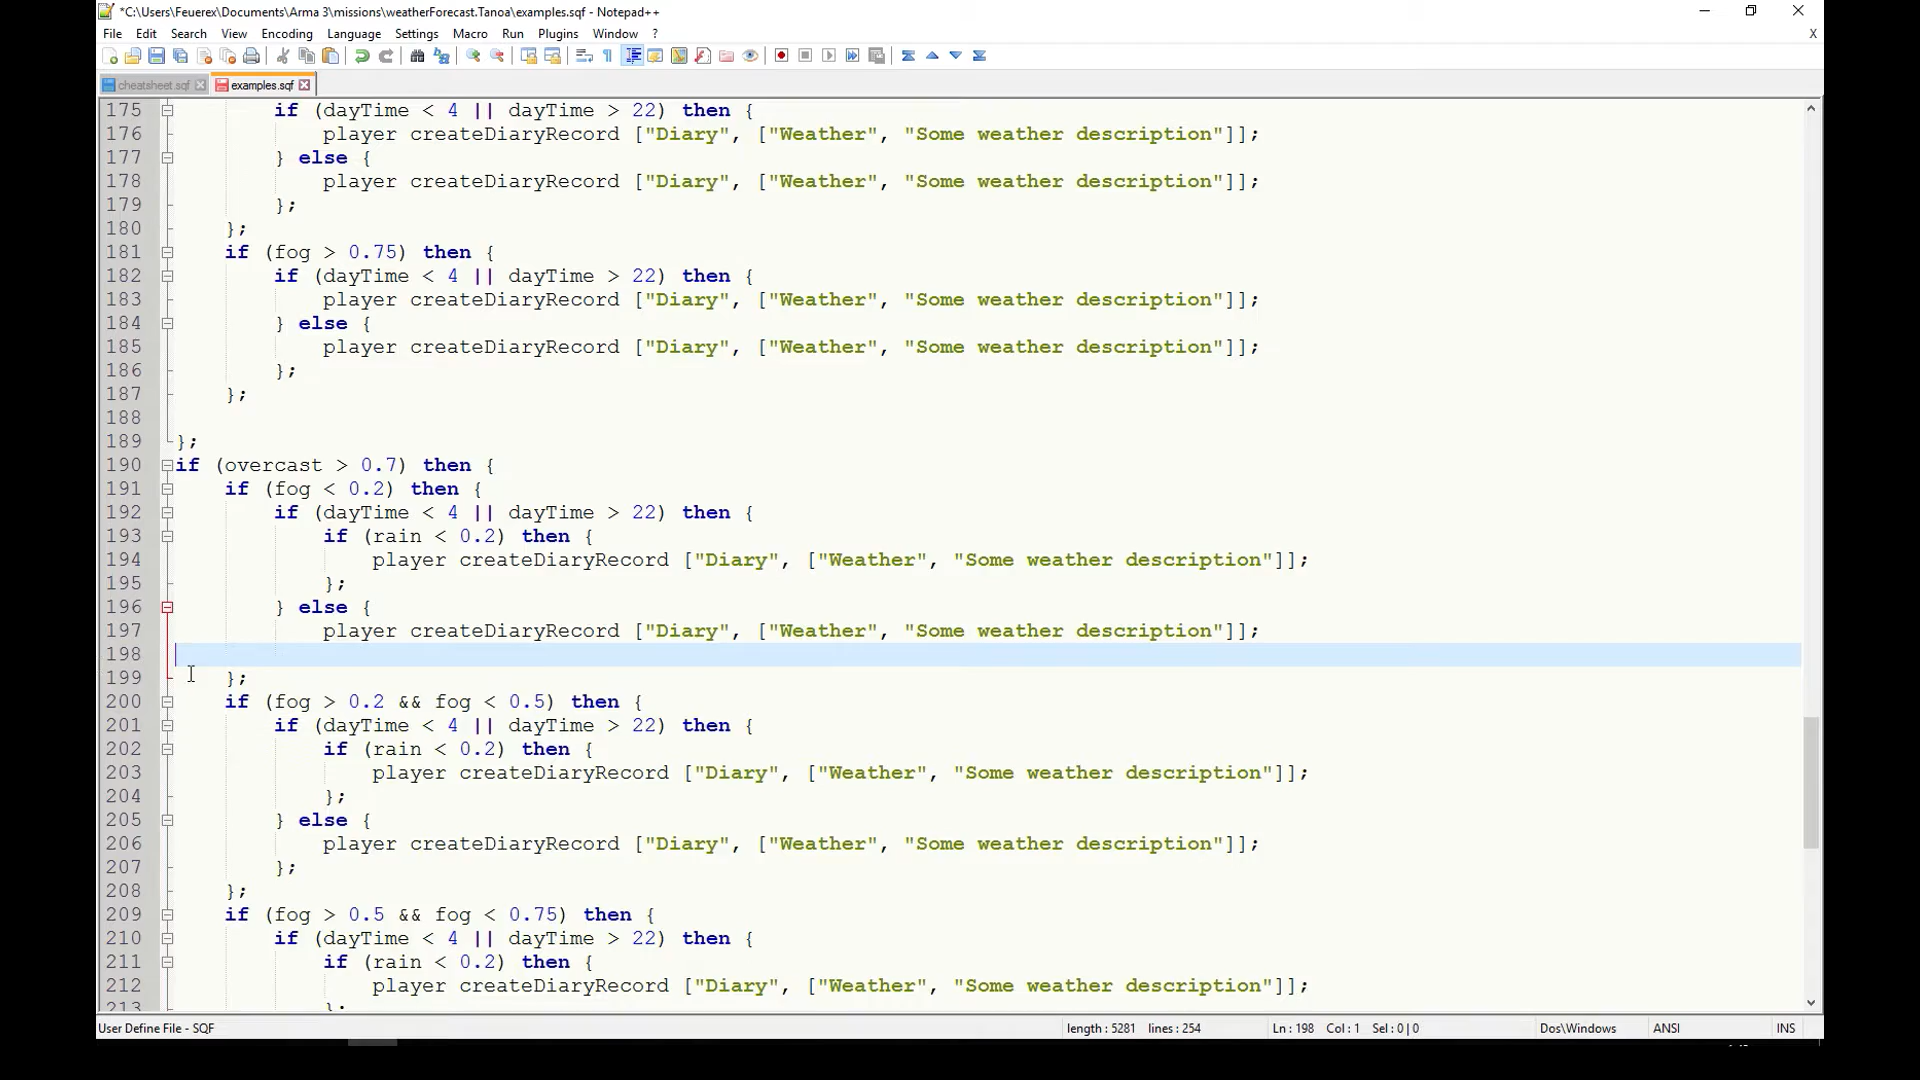 *C:\Users\Feuerex\Documents\Arma 3\missions\weatherForecast.Tanoa\examples.sqf - Notepad++
File Edit Search View Encoding Language Settings Macro Run Plugins Window ? X
cheatsheet.sqf examples.sqf
175 if (dayTime < 4 || dayTime > 22) then {
176 player createDiaryRecord ["Diary", ["Weather", "Some weather description"]];
177 } else {
178 player createDiaryRecord ["Diary", ["Weather", "Some weather description"]];
179 };
180 };
181 if (fog > 0.75) then {
182 if (dayTime < 4 || dayTime > 22) then {
183 player createDiaryRecord ["Diary", ["Weather", "Some weather description"]];
184 } else {
185 player createDiaryRecord ["Diary", ["Weather", "Some weather description"]];
186 };
187 };
188
189 };
190 if (overcast > 0.7) then {
191 if (fog < 0.2) then {
192 if (dayTime < 4 || dayTime > 22) then {
193 if (rain < 0.2) then {
194 player createDiaryRecord ["Diary", ["Weather", "Some weather description"]];
195 };
196 } else {
197 player createDiaryRecord ["Diary", ["Weather", "Some weather description"]];
198
199 };
200 if (fog > 0.2 && fog < 0.5) then {
201 if (dayTime < 4 || dayTime > 22) then {
202 if (rain < 0.2) then {
203 player createDiaryRecord ["Diary", ["Weather", "Some weather description"]];
204 };
205 } else {
206 player createDiaryRecord ["Diary", ["Weather", "Some weather description"]];
207 };
208 };
209 if (fog > 0.5 && fog < 0.75) then {
210 if (dayTime < 4 || dayTime > 22) then {
211 if (rain < 0.2) then {
212 player createDiaryRecord ["Diary", ["Weather", "Some weather description"]];
213 };
User Define File - SQF length : 5281 lines : 254 Ln : 198 Col : 1 Sel : 0 | 0 Dos\Windows ANSI INS